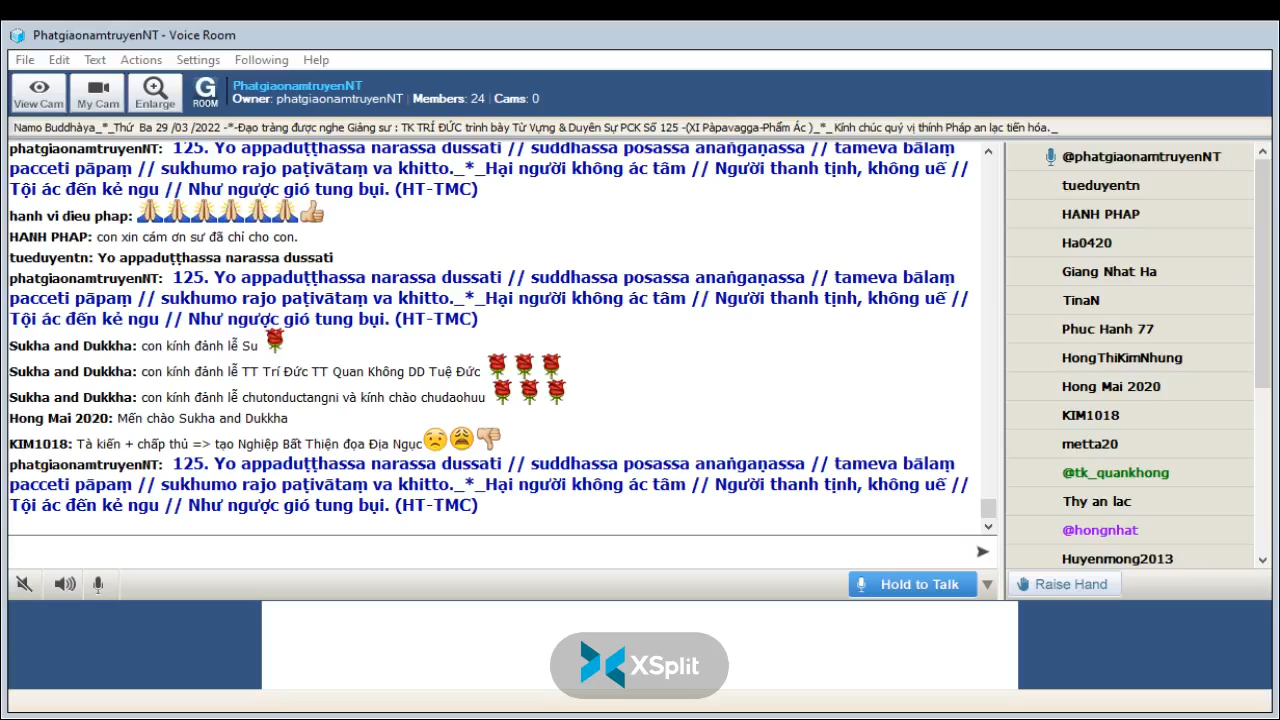 PhatgiaonamtruyenNT - Voice Room
File Edit Text Actions Settings Following Help
View Cam My Cam Enlarge G ROOM
PhatgiaonamtruyenNT
Owner: phatgiaonamtruyenNT | Members: 24 | Cams: 0
Namo Buddhàya_*_Thứ Ba 29 /03 /2022 -*-Đạo tràng được nghe Giảng sư : TK TRÍ ĐỨC trình bày Từ Vựng & Duyên Sự PCK Số 125 -(XI Pàpavagga-Phẩm Ác )_*_ Kính chúc quý vị thính Pháp an lạc tiến hóa._
phatgiaonamtruyenNT: 125. Yo appaduṭṭhassa narassa dussati // suddhassa posassa anaṅgaṇassa // tameva bālaṃ
pacceti pāpaṃ // sukhumo rajo paṭivātaṃ va khitto._*_Hại người không ác tâm // Người thanh tịnh, không uế //
Tội ác đến kẻ ngu // Như ngược gió tung bụi. (HT-TMC)
hanh vi dieu phap:
HANH PHAP: con xin cám ơn sư đã chỉ cho con.
tueduyentn: Yo appaduṭṭhassa narassa dussati
phatgiaonamtruyenNT: 125. Yo appaduṭṭhassa narassa dussati // suddhassa posassa anaṅgaṇassa // tameva bālaṃ
pacceti pāpaṃ // sukhumo rajo paṭivātaṃ va khitto._*_Hại người không ác tâm // Người thanh tịnh, không uế //
Tội ác đến kẻ ngu // Như ngược gió tung bụi. (HT-TMC)
Sukha and Dukkha: con kính đảnh lễ Su
Sukha and Dukkha: con kính đảnh lễ TT Trí Đức TT Quan Không DD Tuệ Đức
Sukha and Dukkha: con kính đảnh lễ chutonductangni và kính chào chudaohuu
Hong Mai 2020: Mến chào Sukha and Dukkha
KIM1018: Tà kiến + chấp thủ => tạo Nghiệp Bất Thiện đọa Địa Ngục
phatgiaonamtruyenNT: 125. Yo appaduṭṭhassa narassa dussati // suddhassa posassa anaṅgaṇassa // tameva bālaṃ
pacceti pāpaṃ // sukhumo rajo paṭivātaṃ va khitto._*_Hại người không ác tâm // Người thanh tịnh, không uế //
Tội ác đến kẻ ngu // Như ngược gió tung bụi. (HT-TMC)
@phatgiaonamtruyenNT
tueduyentn
HANH PHAP
Ha0420
Giang Nhat Ha
TinaN
Phuc Hanh 77
HongThiKimNhung
Hong Mai 2020
KIM1018
metta20
@tk_quankhong
Thy an lac
@hongnhat
Huyenmong2013
Hold to Talk
Raise Hand
XSplit